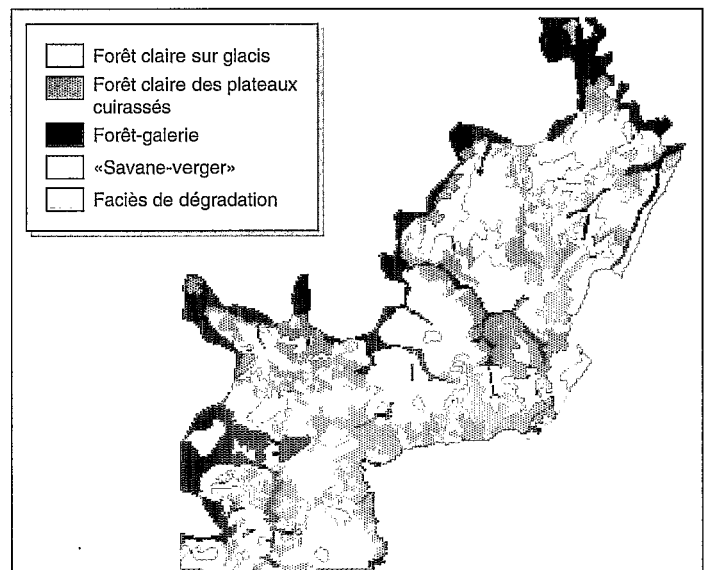 Forêt claire sur glacis
Forêt claire des plateaux
cuirassés
Forêt-galerie
«Savane-verger»
Faciès de dégradation